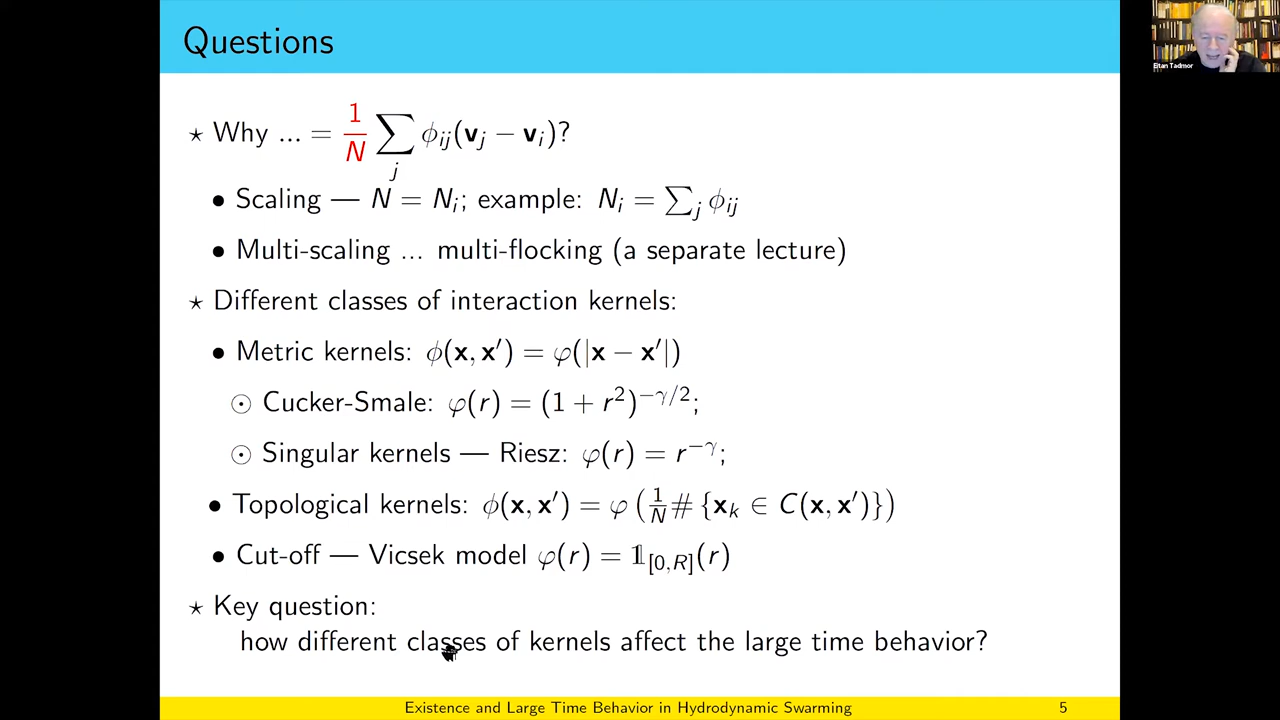 Questions
⋆ Why ... = 1/N ∑_j ϕ_ij(v_j − v_i)?
• Scaling — N = N_i; example: N_i = ∑_j ϕ_ij
• Multi-scaling ... multi-flocking (a separate lecture)
⋆ Different classes of interaction kernels:
• Metric kernels: ϕ(x, x′) = φ(|x − x′|)
⊙ Cucker-Smale: φ(r) = (1 + r²)^{−γ/2};
⊙ Singular kernels — Riesz: φ(r) = r^{−γ};
• Topological kernels: ϕ(x, x′) = φ(1/N # {x_k ∈ C(x, x′)})
• Cut-off — Vicsek model φ(r) = 𝟙_{[0,R]}(r)
⋆ Key question:
how different classes of kernels affect the large time behavior?
Existence and Large Time Behavior in Hydrodynamic Swarming 5
Eitan Tadmor